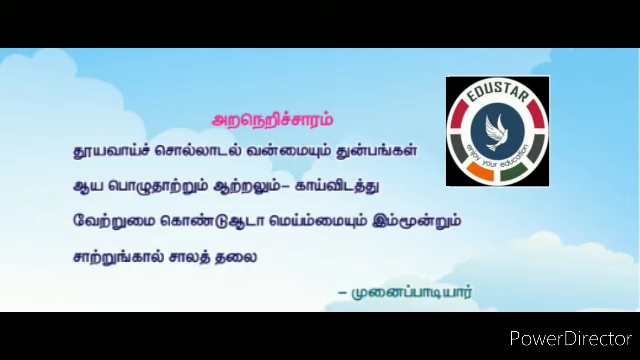 அறநெறிச்சாரம்
தூயவாய்ச் சொல்லாடல் வன்மையும் துன்பங்கள்
ஆய பொழுதாற்றும் ஆற்றலும்– காய்விடத்து
வேற்றுமை கொண்டுஆடா மெய்ம்மையும் இம்மூன்றும்
சாற்றுங்கால் சாலத் தலை
– முனைப்பாடியார்
EDUSTAR
enjoy your education
PowerDirector